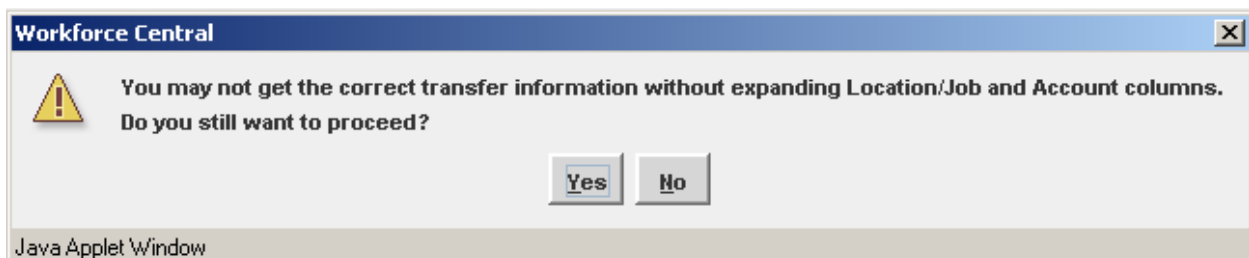 Workforce Central
You may not get the correct transfer information without expanding Location/Job and Account columns.
Do you still want to proceed?
Yes No
Java Applet Window